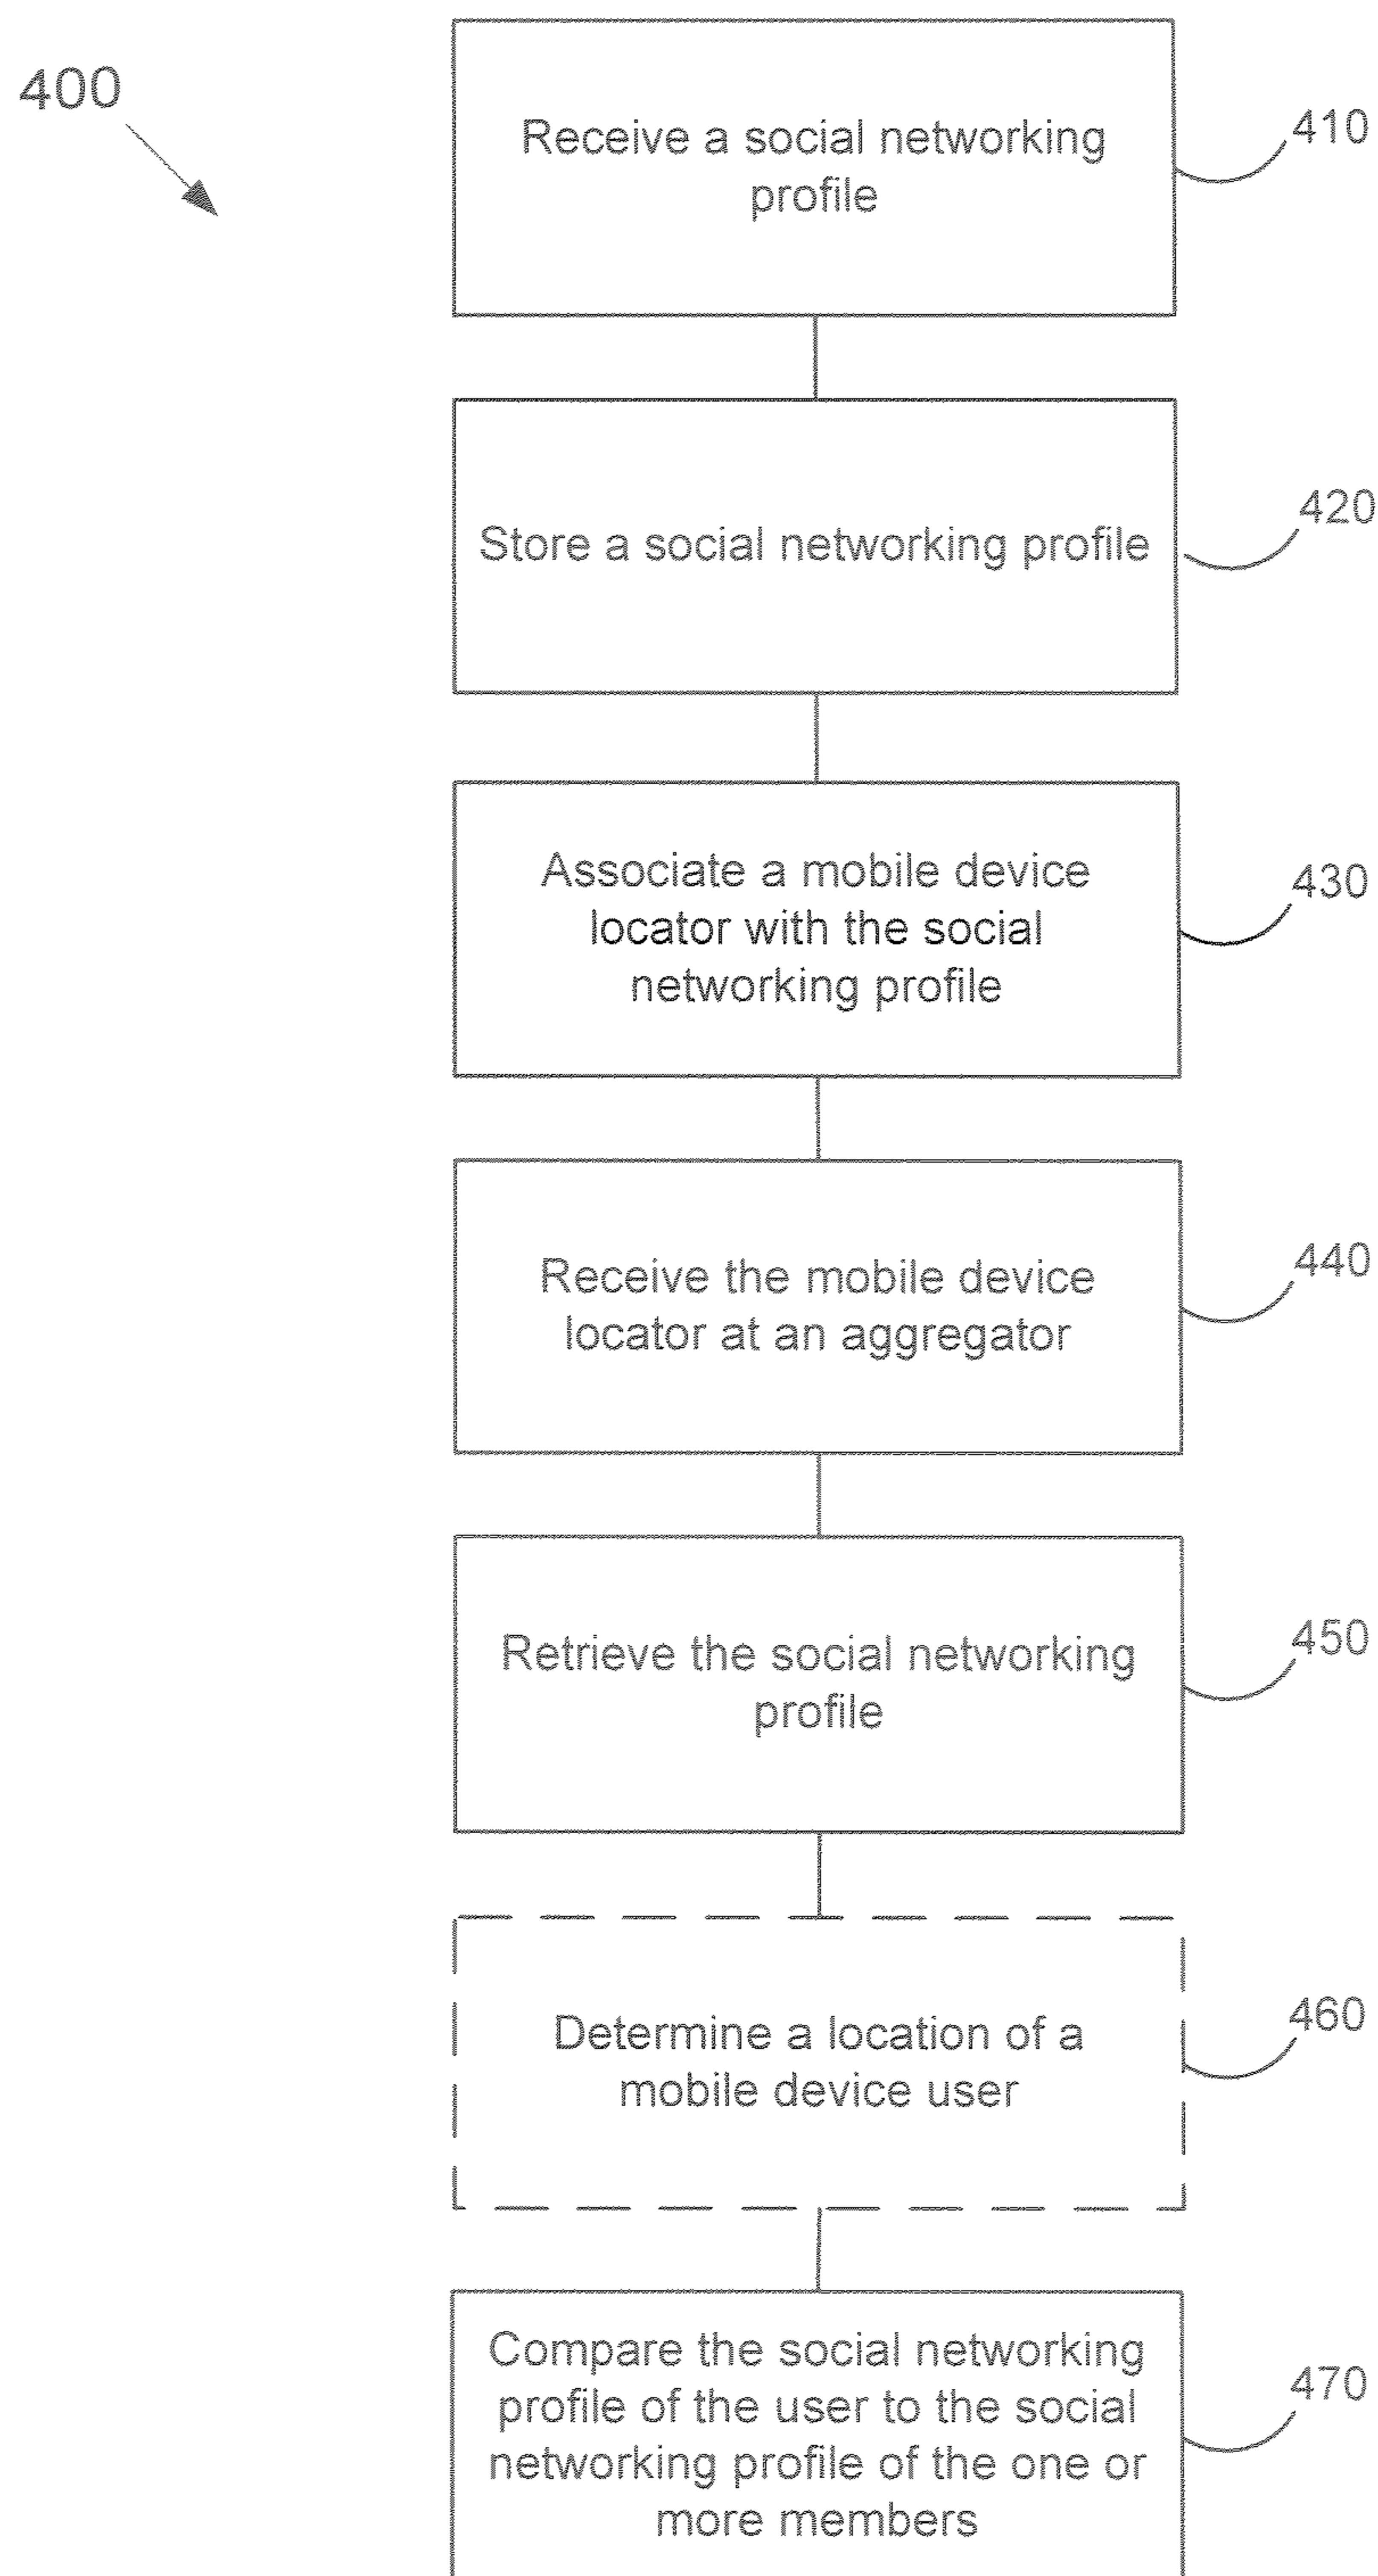 400
Receive a social networking
profile
410
Store a social networking profile
420
Associate a mobile device
locator with the social
networking profile
430
Receive the mobile device
locator at an aggregator
440
Retrieve the social networking
profile
450
Determine a location of a
mobile device user
460
Compare the social networking
profile of the user to the social
networking profile of the one or
more members
470